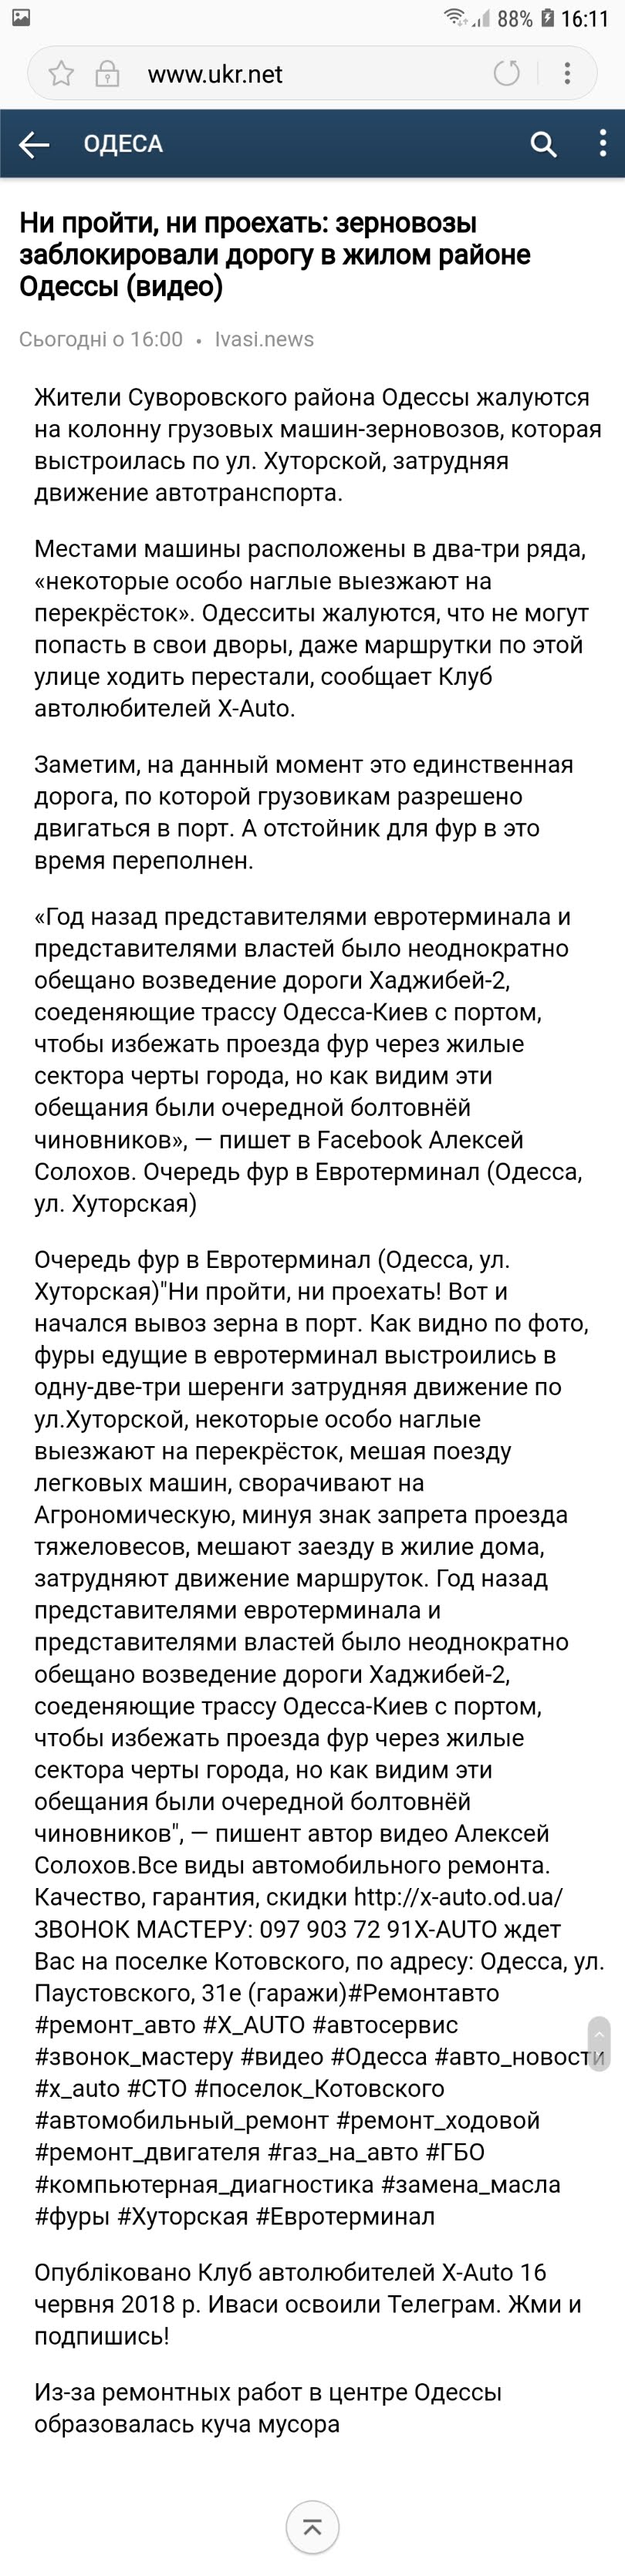 88% 16:11
www.ukr.net
ОДЕСА
Ни пройти, ни проехать: зерновозы
заблокировали дорогу в жилом районе
Одессы (видео)
Сьогодні о 16:00 • Ivasi.news
Жители Суворовского района Одессы жалуются
на колонну грузовых машин-зерновозов, которая
выстроилась по ул. Хуторской, затрудняя
движение автотранспорта.
Местами машины расположены в два-три ряда,
«некоторые особо наглые выезжают на
перекрёсток». Одесситы жалуются, что не могут
попасть в свои дворы, даже маршрутки по этой
улице ходить перестали, сообщает Клуб
автолюбителей X-Auto.
Заметим, на данный момент это единственная
дорога, по которой грузовикам разрешено
двигаться в порт. А отстойник для фур в это
время переполнен.
«Год назад представителями евротерминала и
представителями властей было неоднократно
обещано возведение дороги Хаджибей-2,
соеденяющие трассу Одесса-Киев с портом,
чтобы избежать проезда фур через жилые
сектора черты города, но как видим эти
обещания были очередной болтовнёй
чиновников», — пишет в Facebook Алексей
Солохов. Очередь фур в Евротерминал (Одесса,
ул. Хуторская)
Очередь фур в Евротерминал (Одесса, ул.
Хуторская)"Ни пройти, ни проехать! Вот и
начался вывоз зерна в порт. Как видно по фото,
фуры едущие в евротерминал выстроились в
одну-две-три шеренги затрудняя движение по
ул.Хуторской, некоторые особо наглые
выезжают на перекрёсток, мешая поезду
легковых машин, сворачивают на
Агрономическую, минуя знак запрета проезда
тяжеловесов, мешают заезду в жилие дома,
затрудняют движение маршруток. Год назад
представителями евротерминала и
представителями властей было неоднократно
обещано возведение дороги Хаджибей-2,
соеденяющие трассу Одесса-Киев с портом,
чтобы избежать проезда фур через жилые
сектора черты города, но как видим эти
обещания были очередной болтовнёй
чиновников", — пишент автор видео Алексей
Солохов.Все виды автомобильного ремонта.
Качество, гарантия, скидки http://x-auto.od.ua/
ЗВОНОК МАСТЕРУ: 097 903 72 91X-AUTO ждет
Вас на поселке Котовского, по адресу: Одесса, ул.
Паустовского, 31е (гаражи)#Ремонтавто
#ремонт_авто #X_AUTO #автосервис
#звонок_мастеру #видео #Одесса #авто_новости
#x_auto #СТО #поселок_Котовского
#автомобильный_ремонт #ремонт_ходовой
#ремонт_двигателя #газ_на_авто #ГБО
#компьютерная_диагностика #замена_масла
#фуры #Хуторская #Евротерминал
Опубліковано Клуб автолюбителей X-Auto 16
червня 2018 р. Иваси освоили Телеграм. Жми и
подпишись!
Из-за ремонтных работ в центре Одессы
образовалась куча мусора